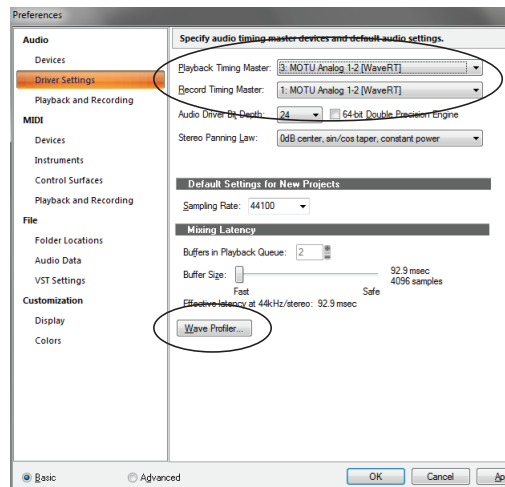 Preferences
Audio
Devices
Driver Settings
Playback and Recording
MIDI
Devices
Instruments
Control Surfaces
Playback and Recording
File
Folder Locations
Audio Data
VST Settings
Customization
Display
Colors
Basic
Advanced
Specify audio timing master devices and default audio settings.
Playback Timing Master: 3: MOTU Analog 1-2 [WaveRT]
Record Timing Master: 1: MOTU Analog 1-2 [WaveRT]
Audio Driver Bit Depth: 24 64-bit Double Precision Engine
Stereo Panning Law: 0dB center, sin/cos taper, constant power
Default Settings for New Projects
Sampling Rate: 44100
Mixing Latency
Buffers in Playback Queue: 2
Buffer Size: 92.9 msec
4096 samples
Fast Safe
Effective latency at 44kHz/stereo: 92.9 msec
Wave Profiler...
OK Cancel Ap